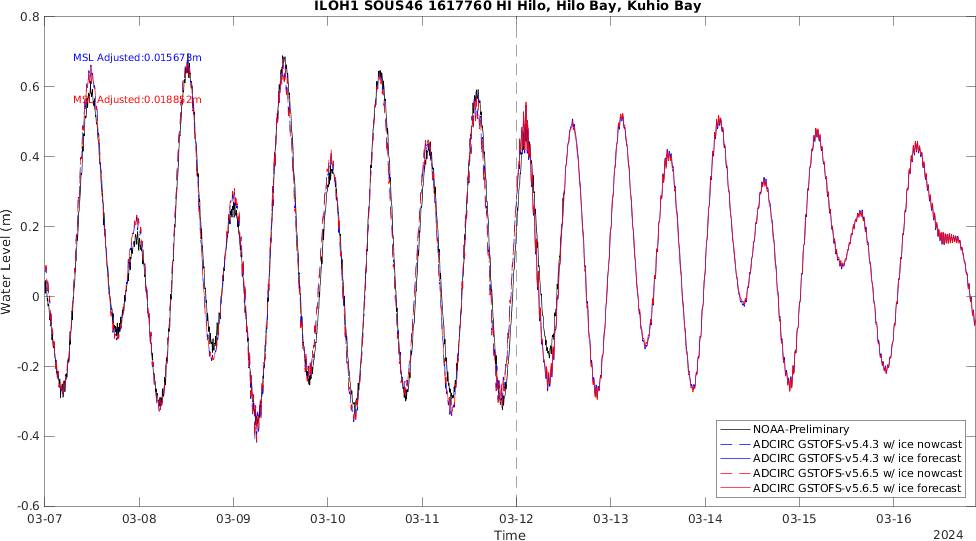 ILOH1 SOUS46 1617760 HI Hilo, Hilo Bay, Kuhio Bay
MSL Adjusted:0.015673m
MSL Adjusted:0.018852m
Water Level (m)
0.8
0.6
0.4
0.2
0
-0.2
-0.4
-0.6
NOAA-Preliminary
ADCIRC GSTOFS-v5.4.3 w/ ice nowcast
ADCIRC GSTOFS-v5.4.3 w/ ice forecast
ADCIRC GSTOFS-v5.6.5 w/ ice nowcast
ADCIRC GSTOFS-v5.6.5 w/ ice forecast
03-07 03-08 03-09 03-10 03-11 03-12 03-13 03-14 03-15 03-16
Time
2024